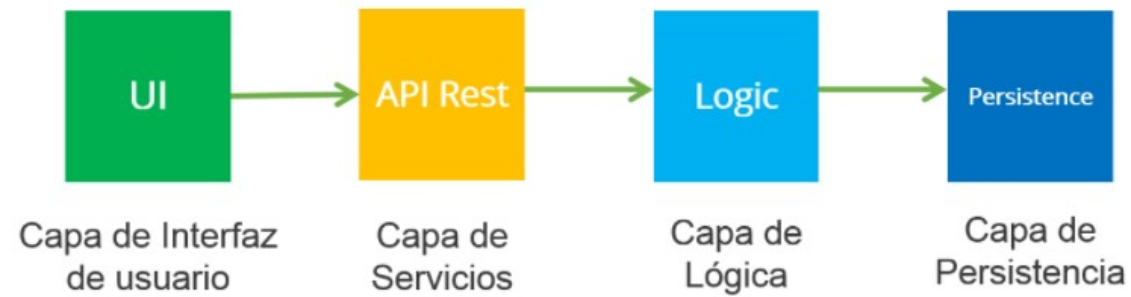 UI
API Rest
Logic
Persistence
Capa de Interfaz
de usuario
Capa de
Servicios
Capa de
Lógica
Capa de
Persistencia